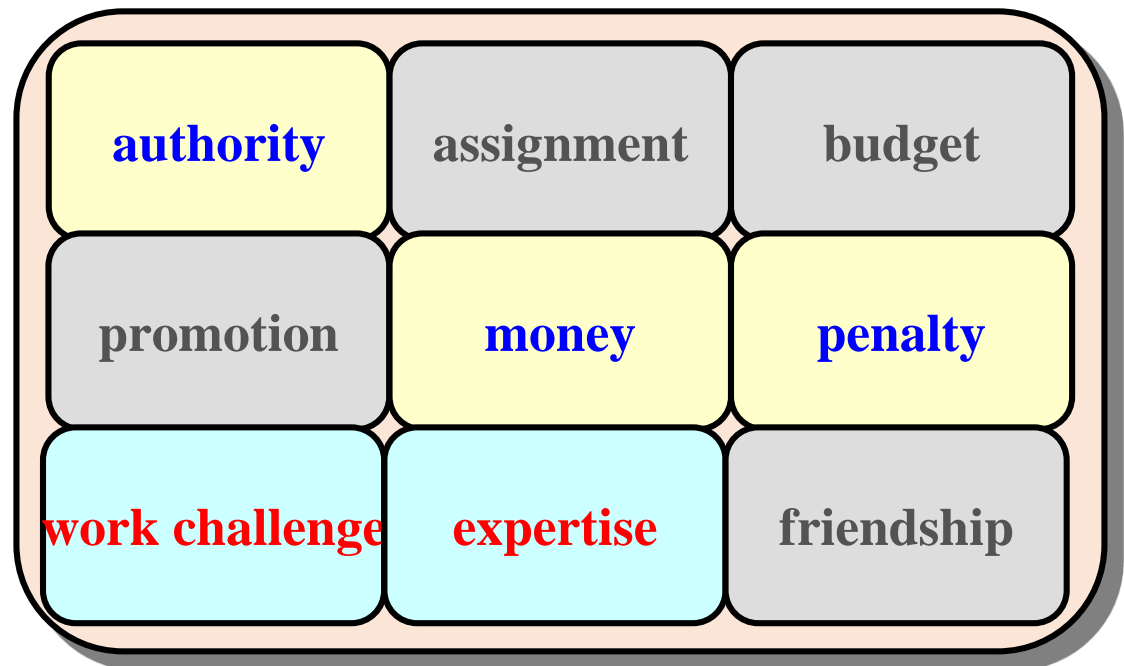 authority
assignment
budget
promotion
money
penalty
work challenge
expertise
friendship